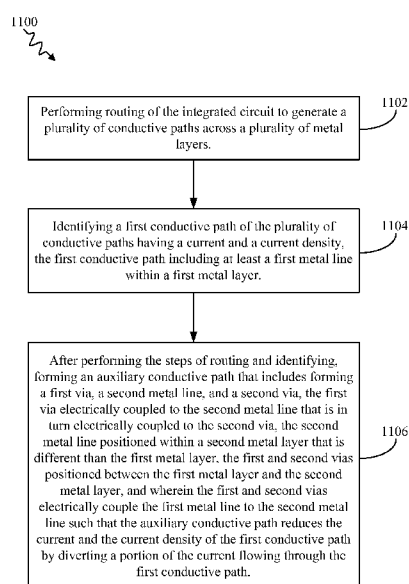 1100
Performing routing of the integrated circuit to generate a
plurality of conductive paths across a plurality of metal
layers.
1102
Identifying a first conductive path of the plurality of
conductive paths having a current and a current density,
the first conductive path including at least a first metal line
within a first metal layer.
1104
After performing the steps of routing and identifying,
forming an auxiliary conductive path that includes forming
a first via, a second metal line, and a second via, the first
via electrically coupled to the second metal line that is in
turn electrically coupled to the second via, the second
metal line positioned within a second metal layer that is
different than the first metal layer, the first and second vias
positioned between the first metal layer and the second
metal layer, and wherein the first and second vias
electrically couple the first metal line to the second metal
line such that the auxiliary conductive path reduces the
current and the current density of the first conductive path
by diverting a portion of the current flowing through the
first conductive path.
1106